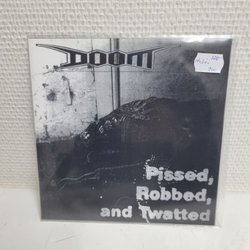 DOOM
Pissed,
Robbed,
and Twatted